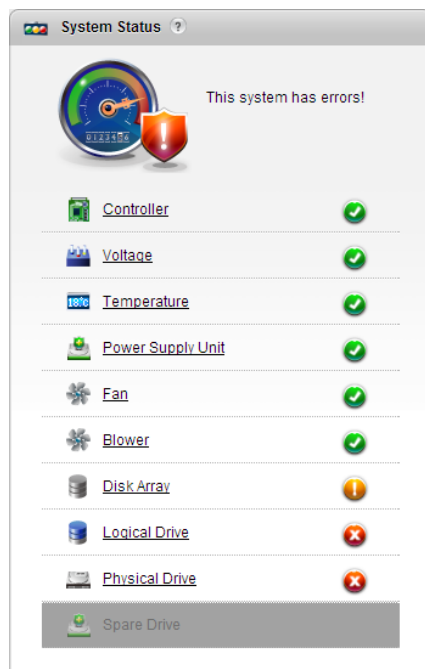 System Status ?
This system has errors!
0123456
Controller
Voltage
18°C Temperature
Power Supply Unit
Fan
Blower
Disk Array
Logical Drive
Physical Drive
Spare Drive